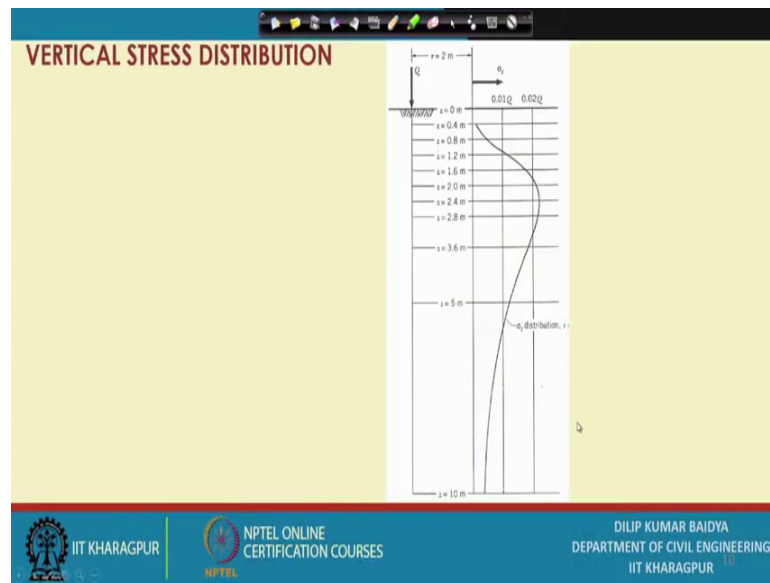 VERTICAL STRESS DISTRIBUTION
r = 2 m
Q
σz
0.01Q 0.02Q
z = 0 m
z = 0.4 m
z = 0.8 m
z = 1.2 m
z = 1.6 m
z = 2.0 m
z = 2.4 m
z = 2.8 m
z = 3.6 m
z = 5 m
σz distribution, r
z = 10 m
IIT KHARAGPUR
NPTEL
NPTEL ONLINE
CERTIFICATION COURSES
DILIP KUMAR BAIDYA
DEPARTMENT OF CIVIL ENGINEERING
IIT KHARAGPUR
10